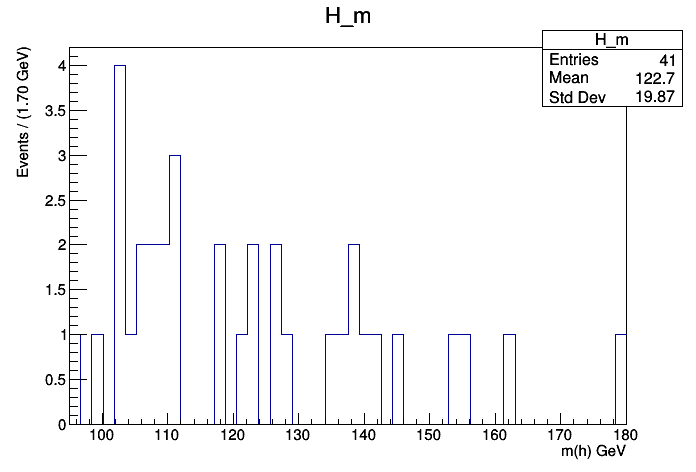 H_m
H_m
Entries 41
Mean 122.7
Std Dev 19.87
Events / (1.70 GeV)
4
3.5
3
2.5
2
1.5
1
0.5
0
100 110 120 130 140 150 160 170 180
m(h) GeV